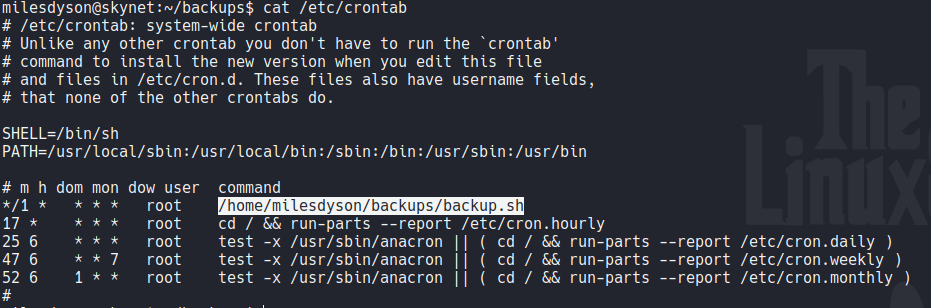 milesdyson@skynet:~/backups$ cat /etc/crontab
# /etc/crontab: system-wide crontab
# Unlike any other crontab you don't have to run the `crontab'
# command to install the new version when you edit this file
# and files in /etc/cron.d. These files also have username fields,
# that none of the other crontabs do.

SHELL=/bin/sh
PATH=/usr/local/sbin:/usr/local/bin:/sbin:/bin:/usr/sbin:/usr/bin

# m h dom mon dow user  command
*/1 *   * * *   root    /home/milesdyson/backups/backup.sh
17 *    * * *   root    cd / && run-parts --report /etc/cron.hourly
25 6    * * *   root    test -x /usr/sbin/anacron || ( cd / && run-parts --report /etc/cron.daily )
47 6    * * 7   root    test -x /usr/sbin/anacron || ( cd / && run-parts --report /etc/cron.weekly )
52 6    1 * *   root    test -x /usr/sbin/anacron || ( cd / && run-parts --report /etc/cron.monthly )
#
The
Linux